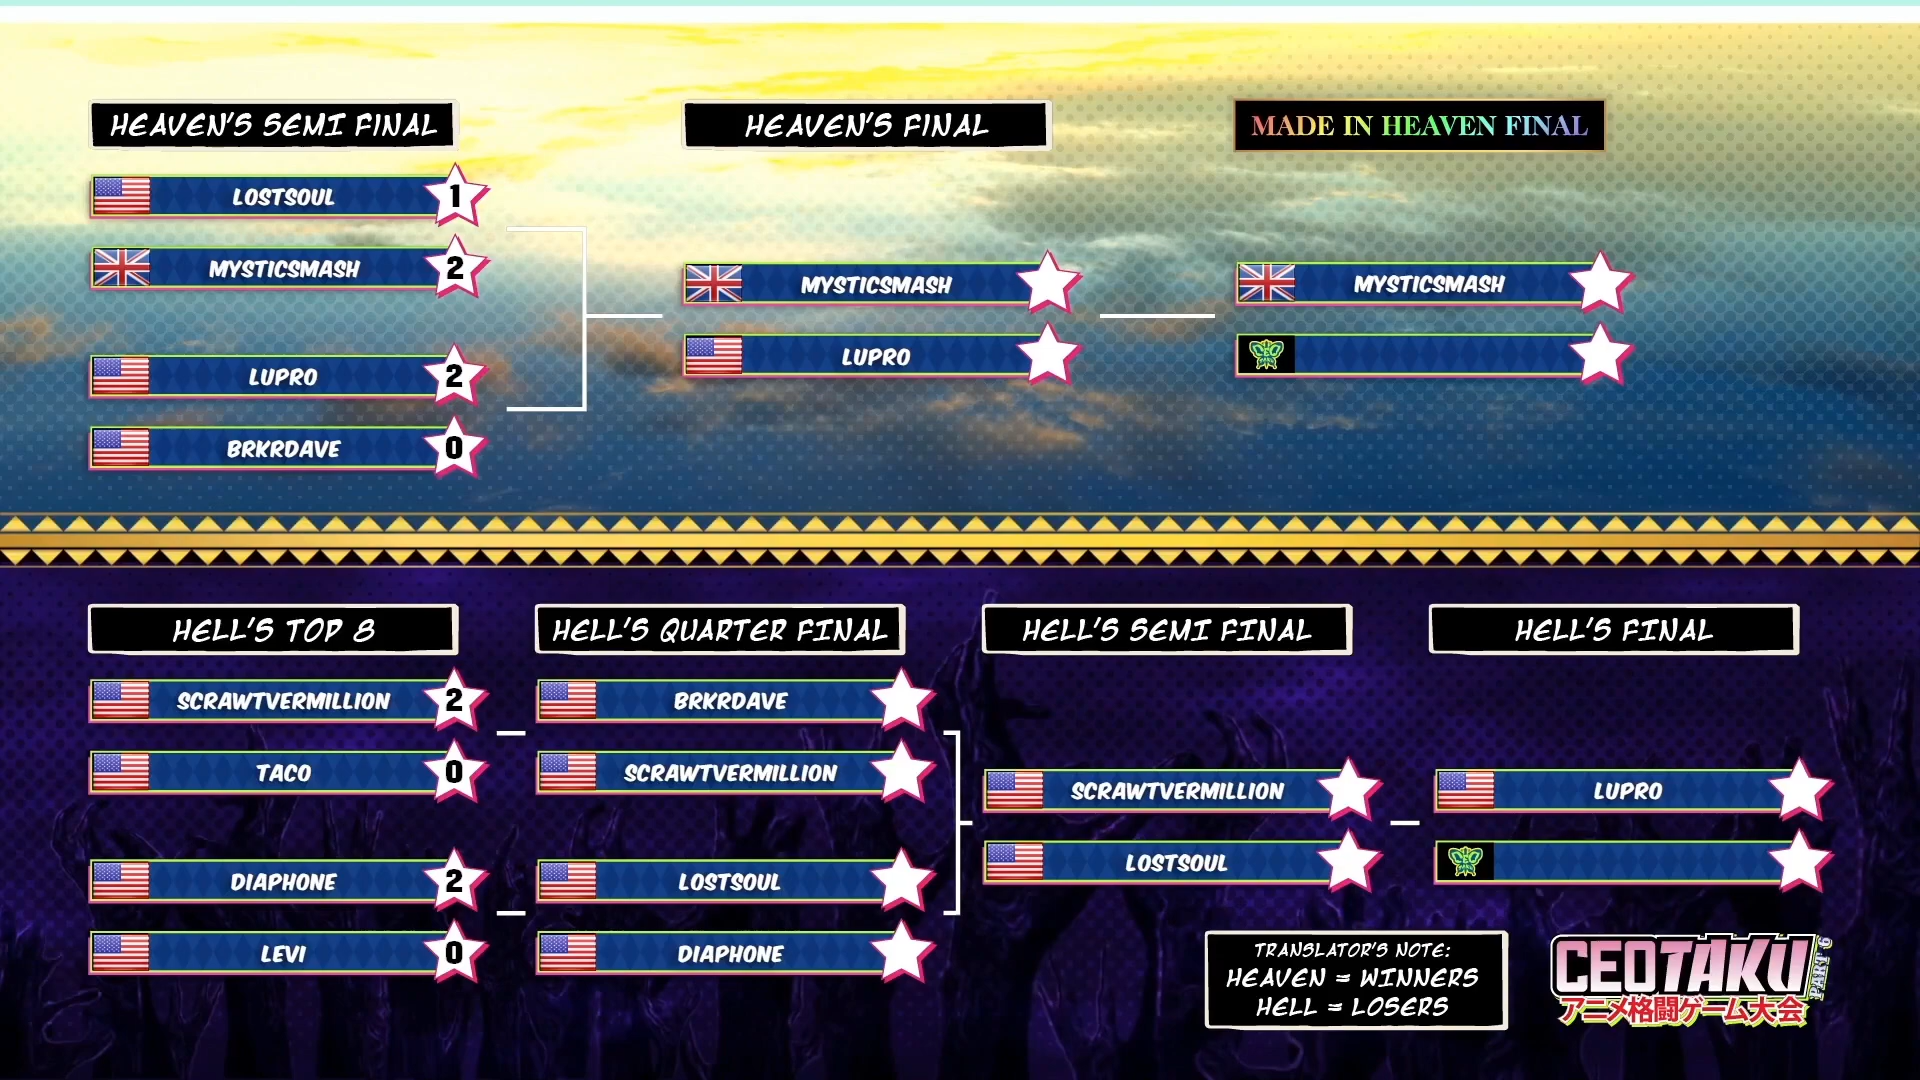 HEAVEN'S SEMI FINAL
LOSTSOUL 1
MYSTICSMASH 2
LUPRO 2
BRKRDAVE 0
HEAVEN'S FINAL
MYSTICSMASH
LUPRO
MADE IN HEAVEN FINAL
MYSTICSMASH
HELL'S TOP 8
SCRAWTVERMILLION 2
TACO 0
DIAPHONE 2
LEVI 0
HELL'S QUARTER FINAL
BRKRDAVE
SCRAWTVERMILLION
LOSTSOUL
DIAPHONE
HELL'S SEMI FINAL
SCRAWTVERMILLION
LOSTSOUL
HELL'S FINAL
LUPRO
TRANSLATOR'S NOTE:
HEAVEN = WINNERS
HELL = LOSERS
CEOTAKU
PART 6
アニメ格闘ゲーム大会